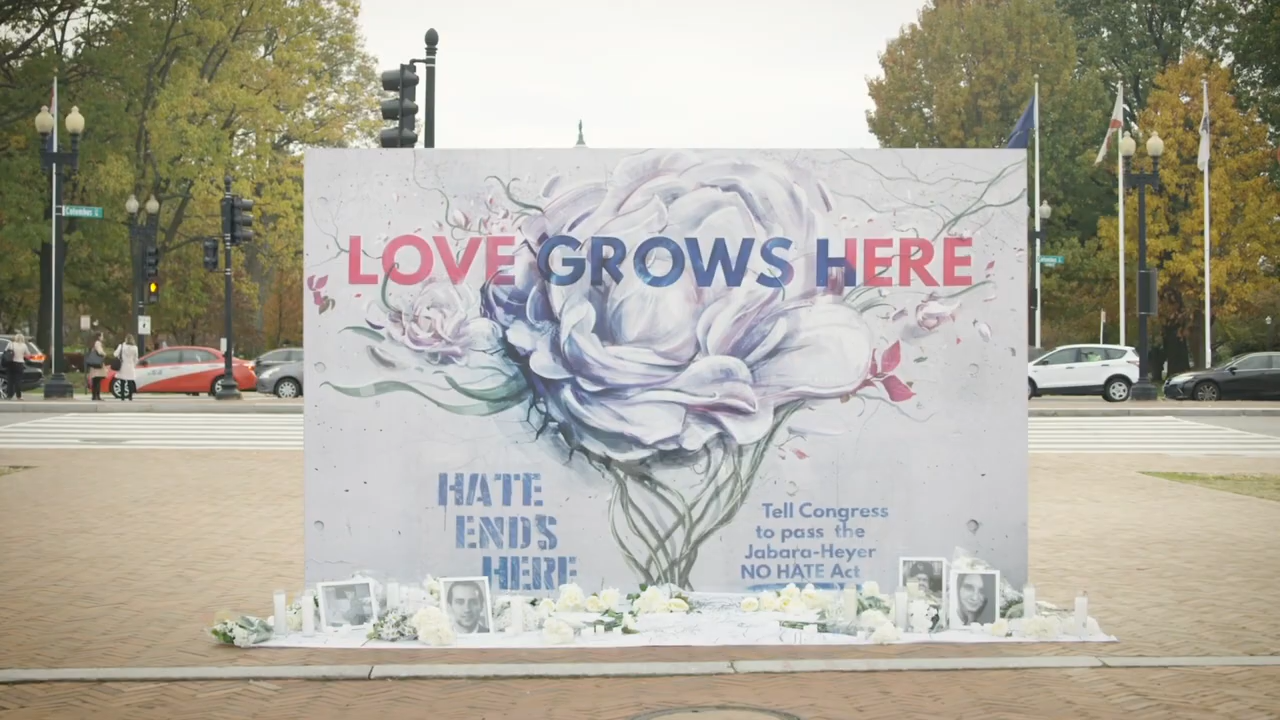 LOVE GROWS HERE
HATE
ENDS
HERE
Tell Congress
to pass the
Jabara-Heyer
NO HATE Act
Columbus